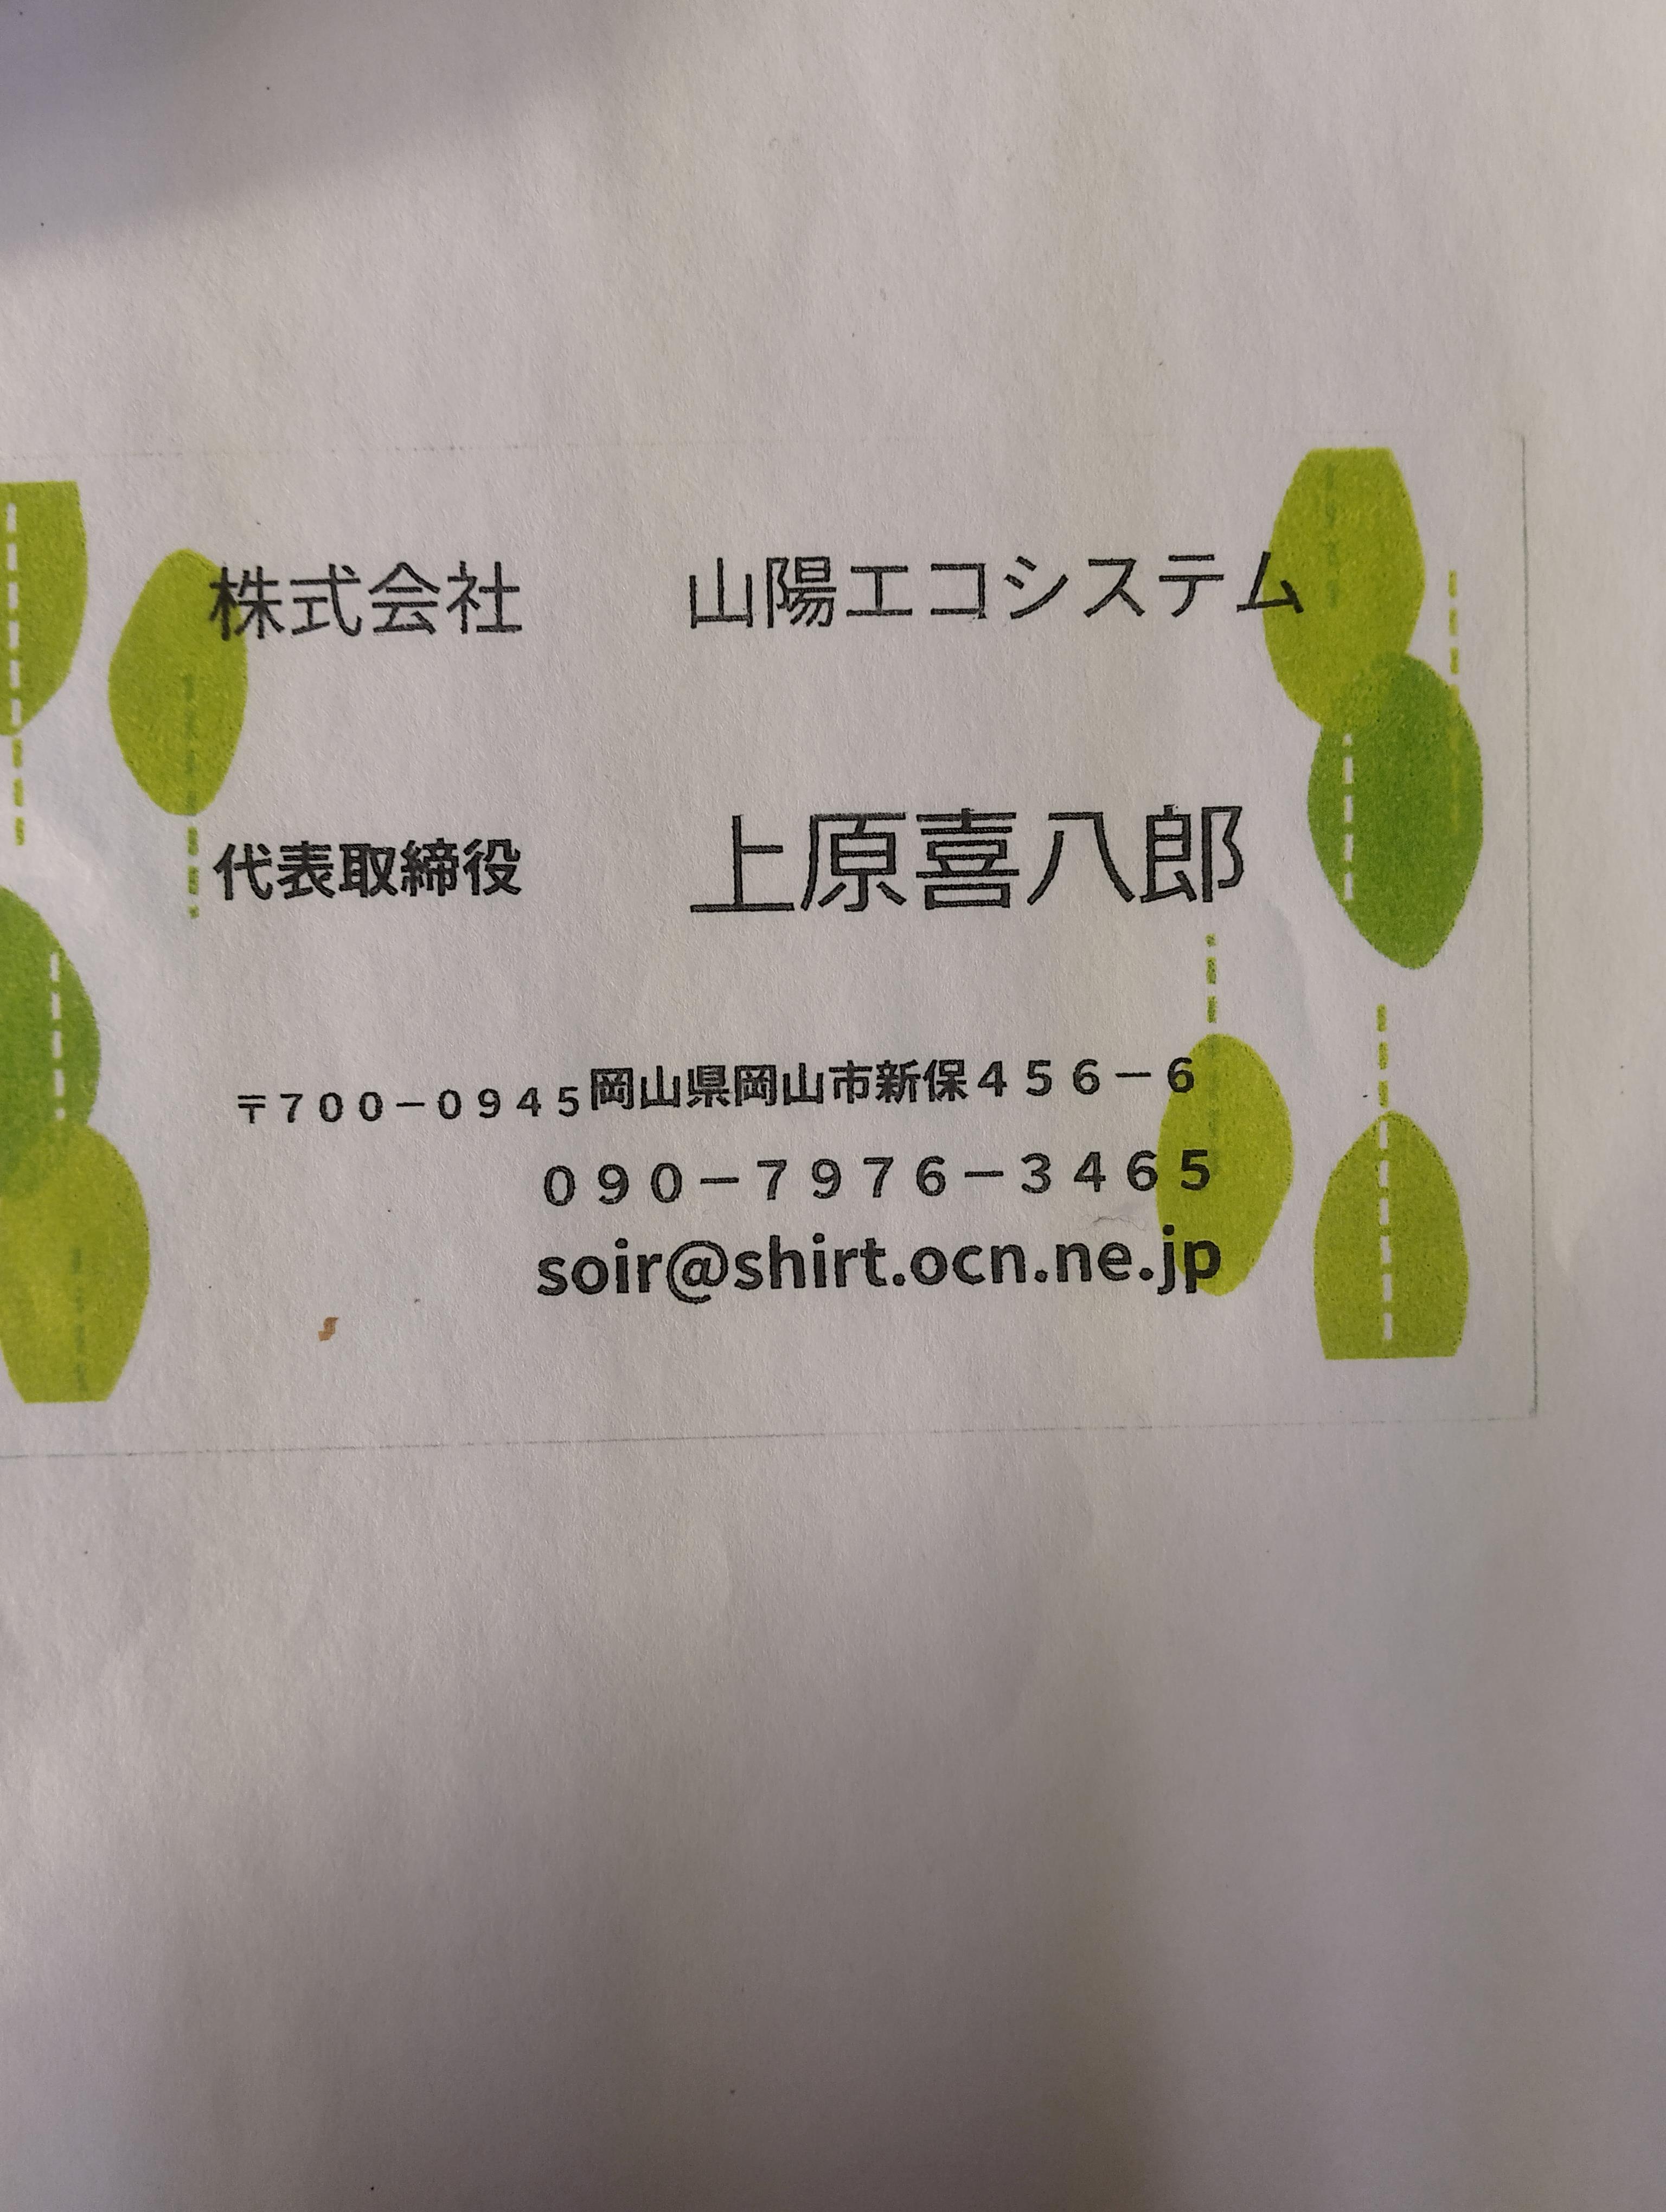 株式会社　山陽エコシステム
代表取締役　上原喜八郎
〒７００－０９４５岡山県岡山市新保４５６－６
０９０－７９７６－３４６５
soir@shirt.ocn.ne.jp